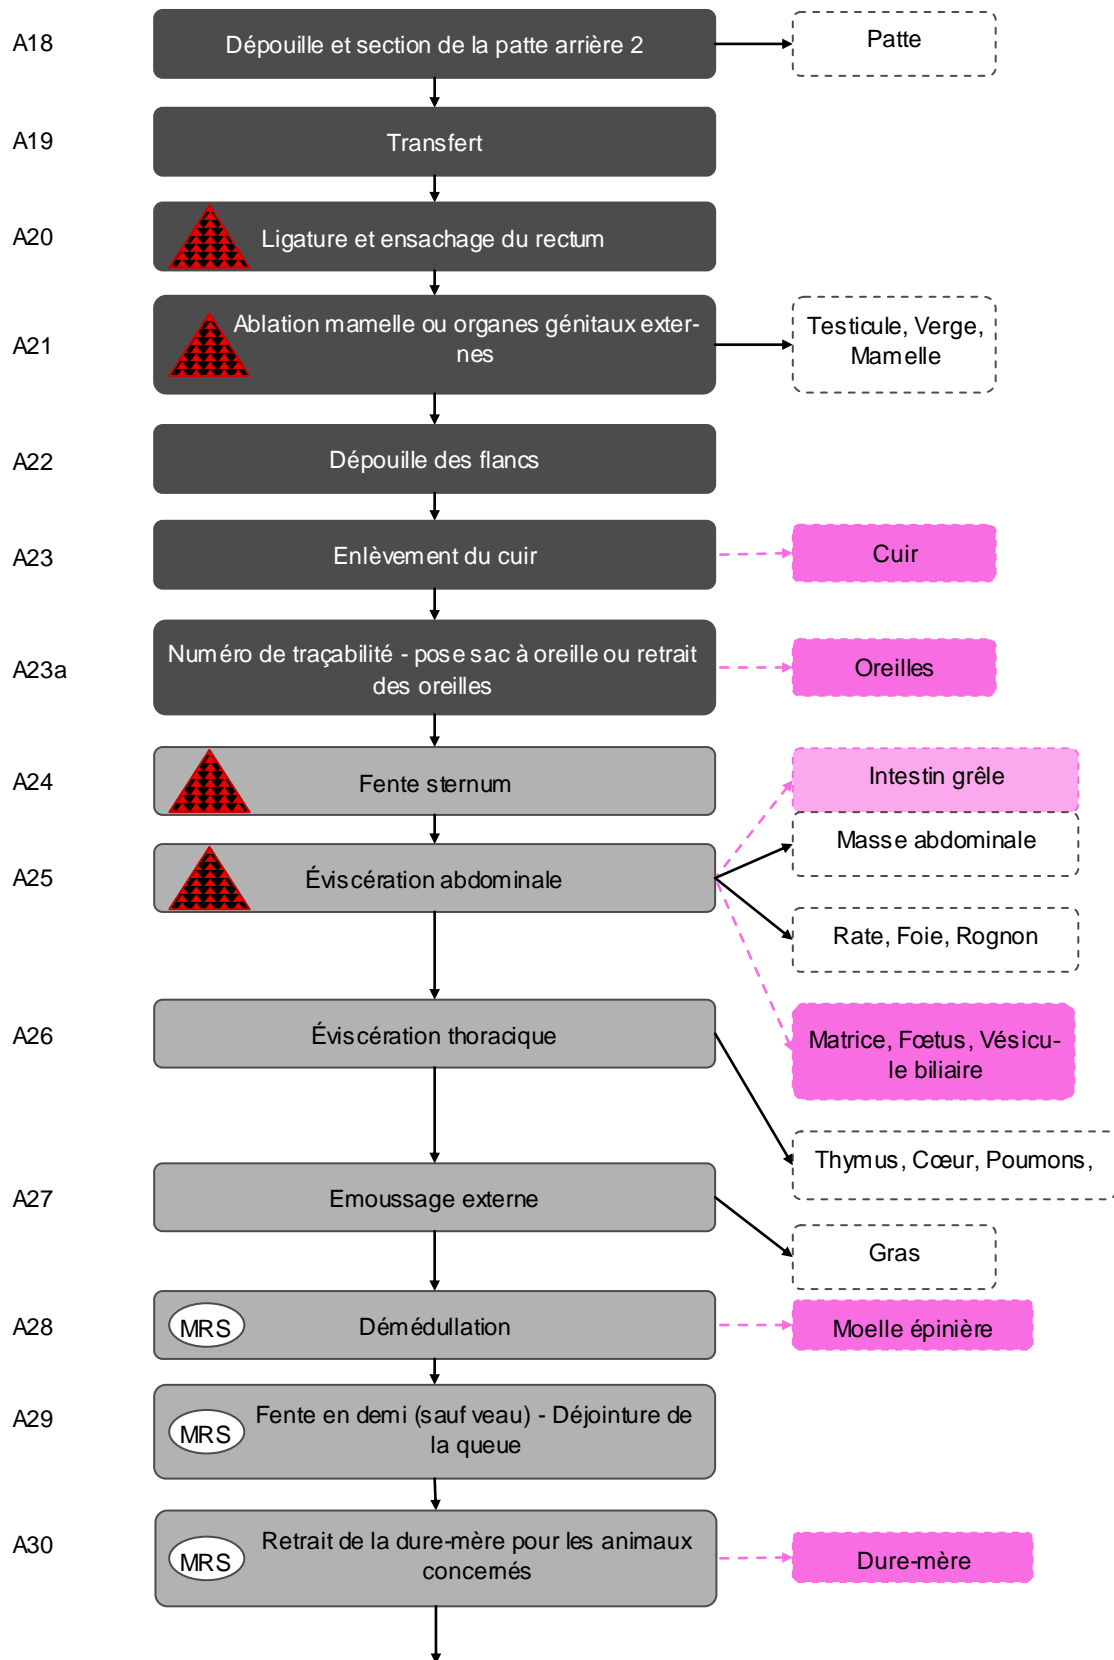 A18
Dépouille et section de la patte arrière 2
Patte
A19
Transfert
A20
Ligature et ensachage du rectum
A21
Ablation mamelle ou organes génitaux exter-
nes
Testicule, Verge,
Mamelle
A22
Dépouille des flancs
A23
Enlèvement du cuir
Cuir
A23a
Numéro de traçabilité - pose sac à oreille ou retrait
des oreilles
Oreilles
A24
Fente sternum
Intestin grêle
Masse abdominale
A25
Éviscération abdominale
Rate, Foie, Rognon
A26
Éviscération thoracique
Matrice, Fœtus, Vésicu-
le biliaire
Thymus, Cœur, Poumons,
A27
Emoussage externe
Gras
A28
MRS
Démédullation
Moelle épinière
A29
MRS
Fente en demi (sauf veau) - Déjointure de
la queue
A30
MRS
Retrait de la dure-mère pour les animaux
concernés
Dure-mère